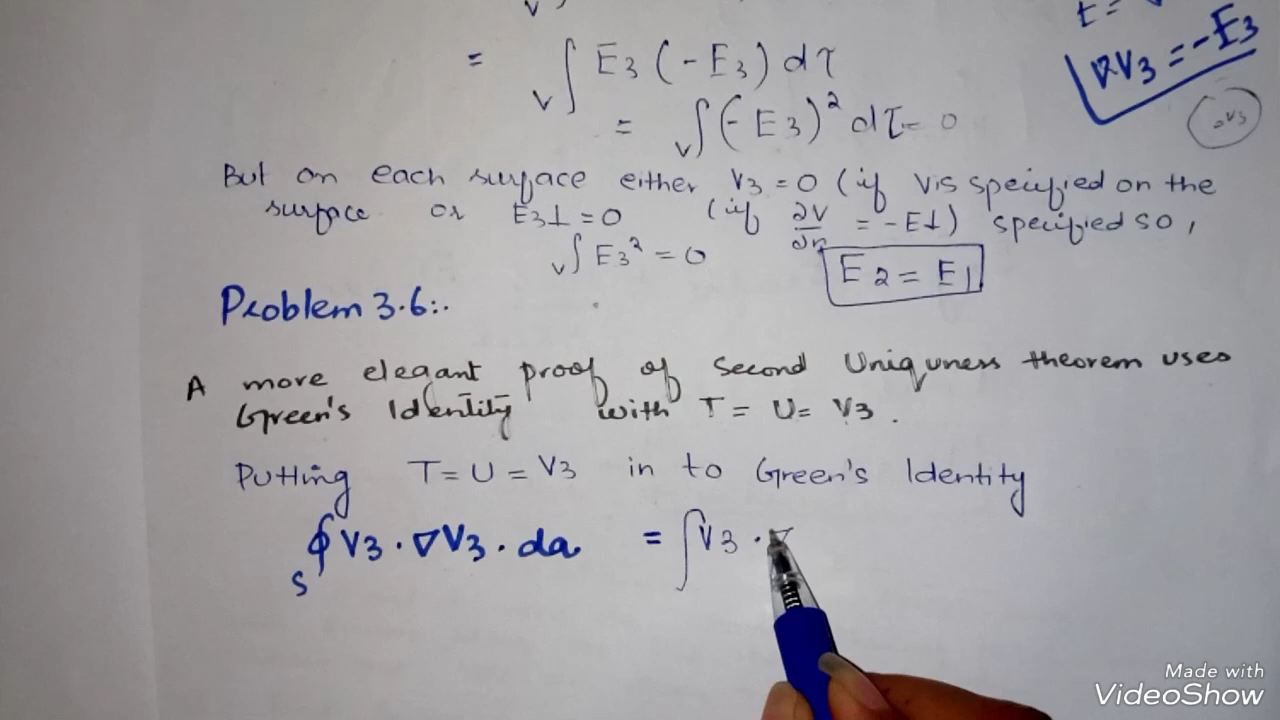 V
t =
= V∫ E3 (-E3) dτ
∇V3 = -E3
= V∫ (-E3)² dτ = 0
But on each surface either V3 = 0 (if V is specified on the
surface or E3⊥ = 0 (if ∂V/∂n = -E⊥) specified so,
V∫ E3² = 0
E2 = E1
Problem 3.6:.
A more elegant proof of Second Uniquness theorem uses
Green's Identity with T = U = V3.
Putting T = U = V3 in to Green's Identity
∮S V3 · ∇V3 · da = ∫ V3 · ∇
Made with
VideoShow